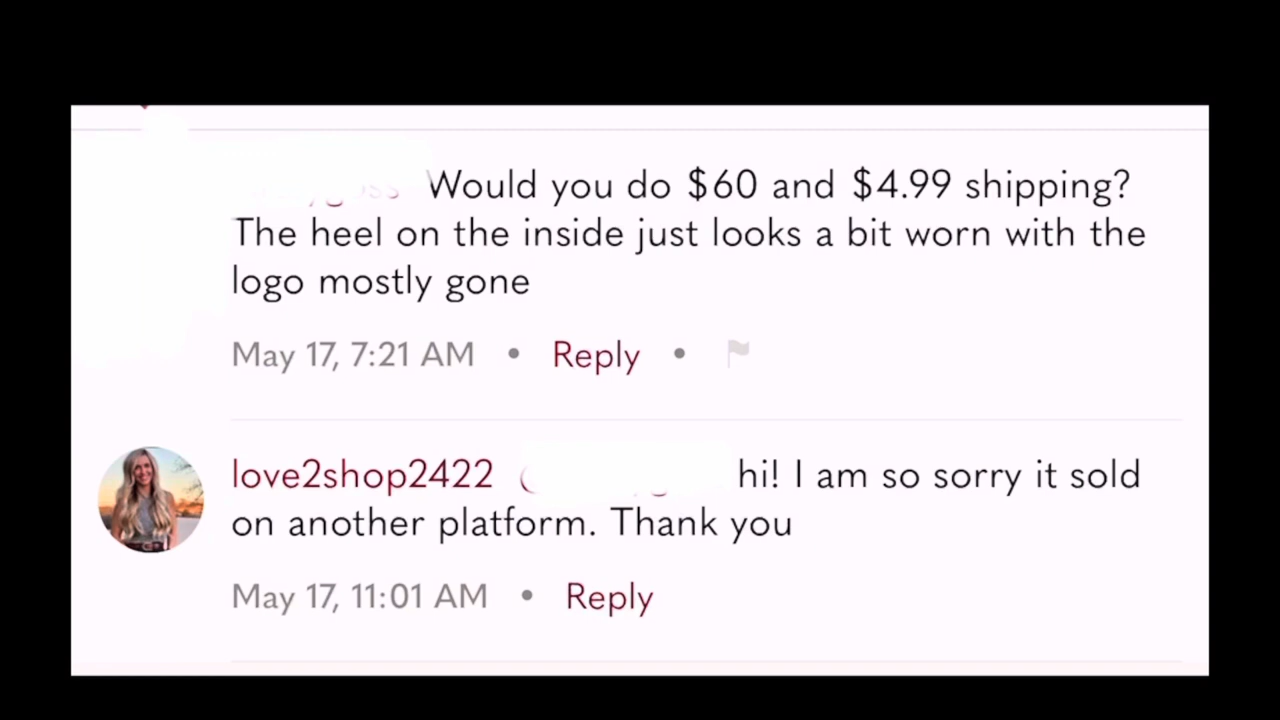 Would you do $60 and $4.99 shipping?
The heel on the inside just looks a bit worn with the
logo mostly gone
May 17, 7:21 AM • Reply •
love2shop2422 hi! I am so sorry it sold
on another platform. Thank you
May 17, 11:01 AM • Reply